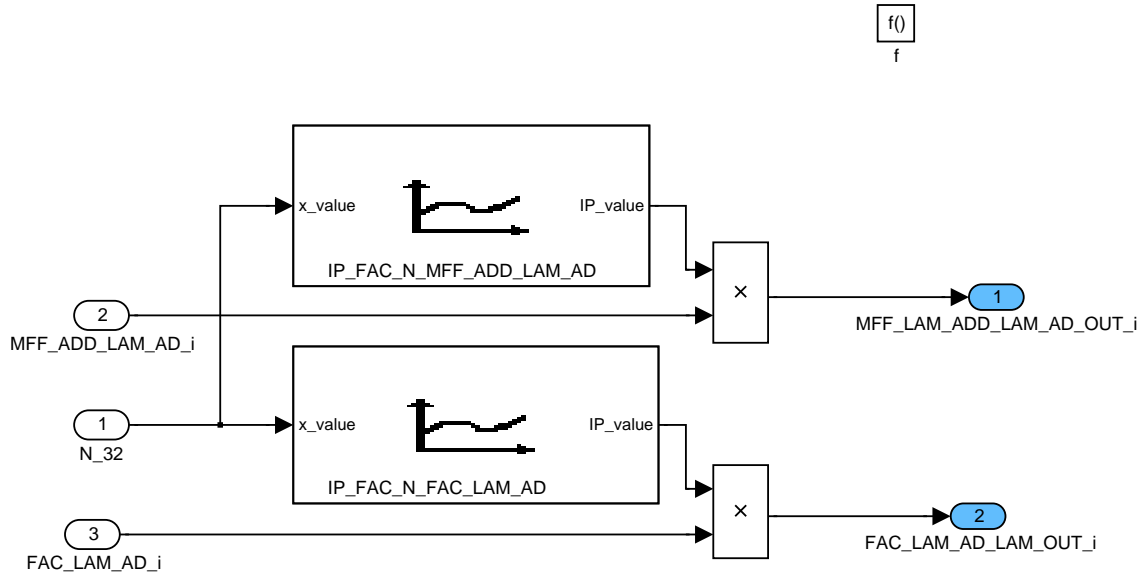 f()
f
x_value
IP_value
IP_FAC_N_MFF_ADD_LAM_AD
×
2
MFF_ADD_LAM_AD_i
1
MFF_LAM_ADD_LAM_AD_OUT_i
x_value
IP_value
1
N_32
IP_FAC_N_FAC_LAM_AD
×
2
FAC_LAM_AD_LAM_OUT_i
3
FAC_LAM_AD_i